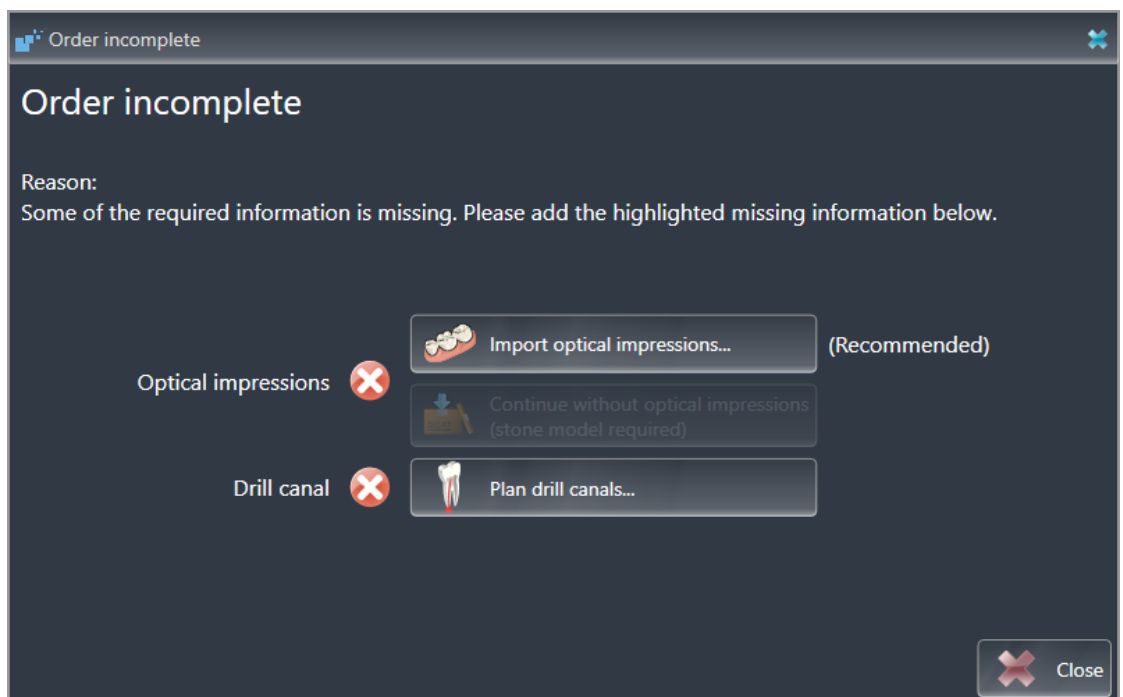 Order incomplete
Order incomplete
Reason:
Some of the required information is missing. Please add the highlighted missing information below.
Import optical impressions...
(Recommended)
Optical impressions
Continue without optical impressions
(stone model required)
Drill canal
Plan drill canals...
Close